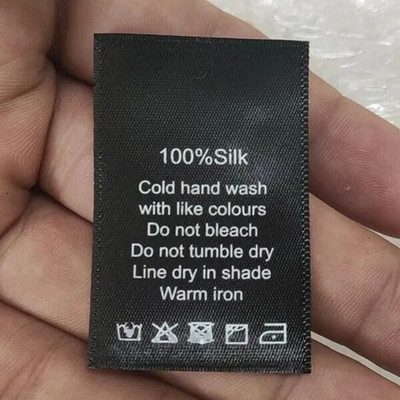 100%Silk
Cold hand wash
with like colours
Do not bleach
Do not tumble dry
Line dry in shade
Warm iron